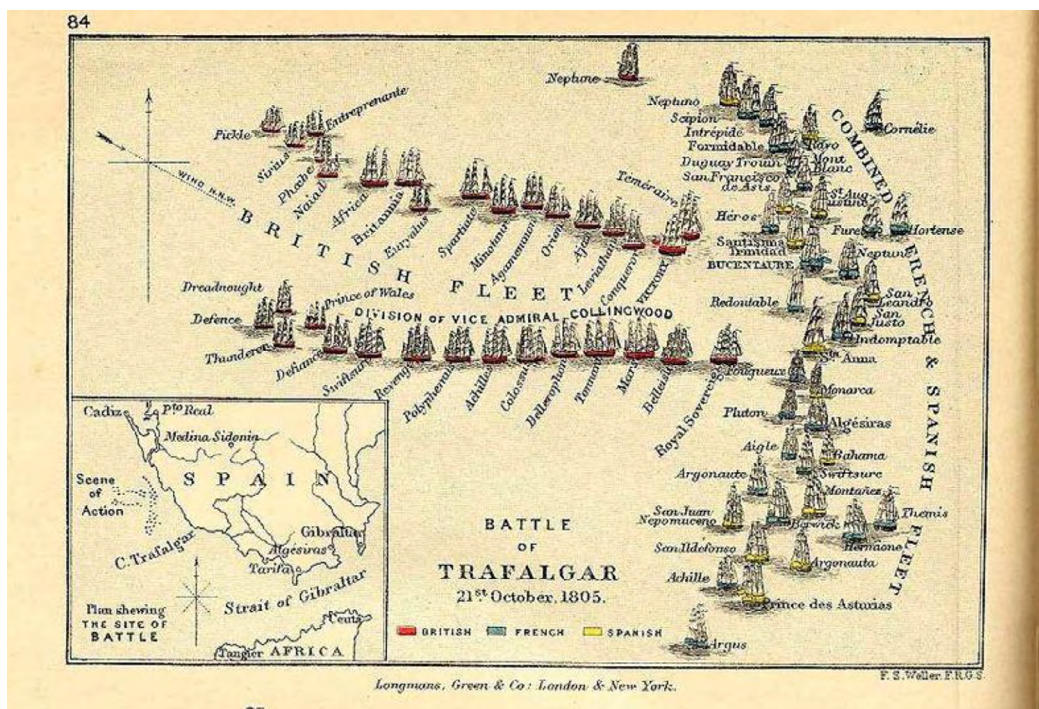 84
Neptune
Neptuno
Scipion
Intrépide
Formidable
Rayo
COMBINED
Cornélie
Duguay Trouin
Mont
Blanc
San Francisco
de Asis
St Augustino
Héros
Santisima
Trinidad
BUCENTAURE
Furet
Hortense
Neptune
Redoutable
San
Leandro
San
Justo
Indomptable
Sta Anna
FRENCH & SPANISH
FLEET
Fougueux
Monarca
Pluton
Algésiras
Aigle
Bahama
Argonaute
Swiftsure
Montañez
San Juan
Nepomuceno
Berwick
Themis
Hermione
San Ildefonso
Argonauta
Achille
Prince des Asturias
Argus
Pickle
Entreprenante
Sirius
Phœbe
Naiad
Africa
Britannia
Euryalus
Spartiate
Minotaur
Agamemnon
Orion
Ajax
Leviathan
Conqueror
Temeraire
VICTORY
WIND N.N.W.
BRITISH FLEET
DIVISION OF VICE ADMIRAL COLLINGWOOD
Dreadnought
Prince of Wales
Defence
Thunderer
Defiance
Swiftsure
Revenge
Polyphemus
Achille
Colossus
Bellerophon
Tonnant
Mars
Belleisle
Royal Sovereign
Cadiz
Pto Real
Medina Sidonia
SPAIN
Scene
of
Action
Gibraltar
Algésiras
C. Trafalgar
Tarifa
Strait of Gibraltar
Plan shewing
THE SITE OF
BATTLE
Ceuta
Tangier
AFRICA
BATTLE
OF
TRAFALGAR
21st October, 1805.
BRITISH FRENCH SPANISH
F. S. Weller, F.R.G.S.
Longmans, Green & Co: London & New York.